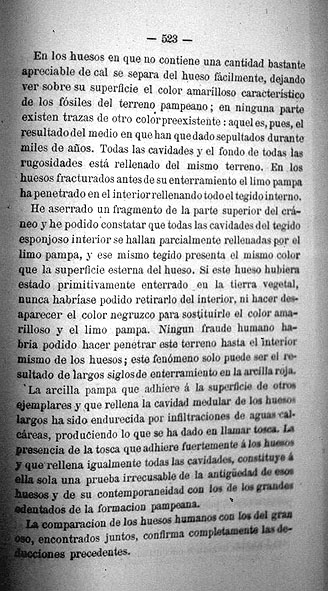 — 523 —
En los huesos en que no contiene una cantidad bastante
apreciable de cal se separa del hueso fácilmente, dejando
ver sobre su superficie el color amarilloso característico
de los fósiles del terreno pampeano; en ninguna parte
existen trazas de otro color preexistente: aquel es, pues, el
resultado del medio en que han quedado sepultados durante
miles de años. Todas las cavidades y el fondo de todas las
rugosidades está rellenado del mismo terreno. En los
huesos fracturados antes de su enterramiento el limo pampa
ha penetrado en el interior rellenando todo el tegido interno.
He aserrado un fragmento de la parte superior del crá-
neo y he podido constatar que todas las cavidades del tegido
esponjoso interior se hallan parcialmente rellenadas por el
limo pampa, y ese mismo tegido presenta el mismo color
que la superficie esterna del hueso. Si este hueso hubiera
estado primitivamente enterrado en la tierra vegetal,
nunca habríase podido retirarlo del interior, ni hacer des-
aparecer el color negruzco para sostituirle el color ama-
rilloso y el limo pampa. Ningun fraude humano ha-
bría podido hacer penetrar este terreno hasta el interior
mismo de los huesos; este fenómeno solo puede ser el re-
sultado de largos siglos de enterramiento en la arcilla roja.
La arcilla pampa que adhiere á la superficie de otros
ejemplares y que rellena la cavidad medular de los huesos
largos ha sido endurecida por infiltraciones de aguas cal-
cáreas, produciendo lo que se ha dado en llamar tosca. La
presencia de la tosca que adhiere fuertemente á los huesos
y que rellena igualmente todas las cavidades, constituye á
ella sola una prueba irrecusable de la antigüedad de esos
huesos y de su contemporaneidad con los de los grandes
edentados de la formacion pampeana.
La comparacion de los huesos humanos con los del gran
oso, encontrados juntos, confirma completamente las de-
ducciones precedentes.